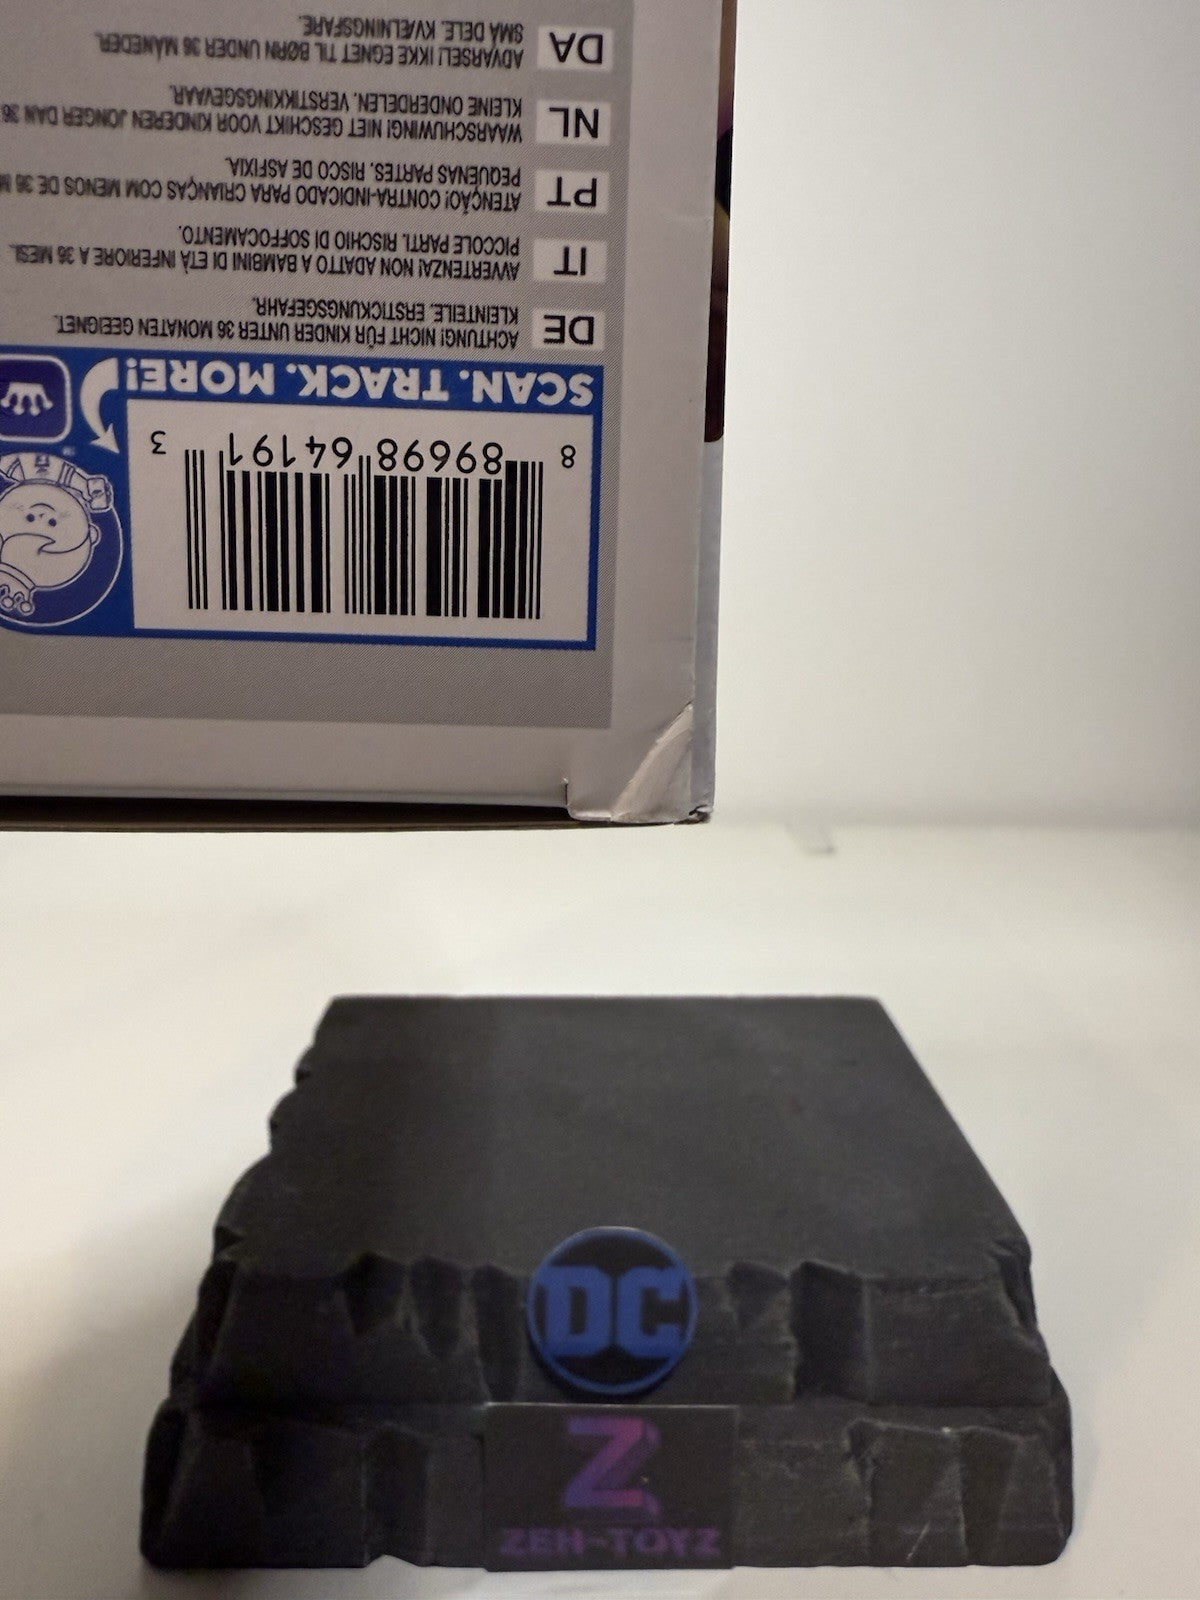 SCAN. TRACK. MORE!
8 89698 64191 3
DE
ACHTUNG! NICHT FÜR KINDER UNTER 36 MONATEN GEEIGNET.
KLEINTEILE. ERSTICKUNGSGEFAHR.
IT
AVVERTENZA! NON ADATTO A BAMBINI DI ETÀ INFERIORE A 36 MESI.
PICCOLE PARTI. RISCHIO DI SOFFOCAMENTO.
PT
ATENÇÃO! CONTRA-INDICADO PARA CRIANÇAS COM MENOS DE 36 M
PEQUENAS PARTES. RISCO DE ASFIXIA.
NL
WAARSCHUWING! NIET GESCHIKT VOOR KINDEREN JONGER DAN 36
KLEINE ONDERDELEN. VERSTIKKINGSGEVAAR.
DA
ADVARSEL! IKKE EGNET TIL BØRN UNDER 36 MÅNEDER.
SMÅ DELE. KVÆLNINGSFARE.
DC
Z
ZEH-TOYZ